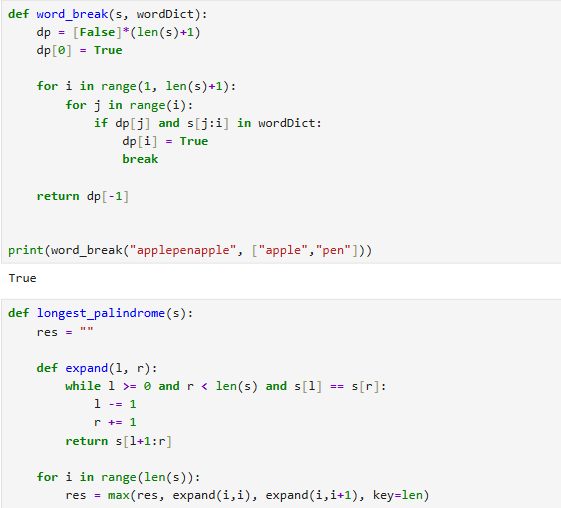 def word_break(s, wordDict):
    dp = [False]*(len(s)+1)
    dp[0] = True

    for i in range(1, len(s)+1):
        for j in range(i):
            if dp[j] and s[j:i] in wordDict:
                dp[i] = True
                break

    return dp[-1]


print(word_break("applepenapple", ["apple","pen"]))
True
def longest_palindrome(s):
    res = ""

    def expand(l, r):
        while l >= 0 and r < len(s) and s[l] == s[r]:
            l -= 1
            r += 1
        return s[l+1:r]

    for i in range(len(s)):
        res = max(res, expand(i,i), expand(i,i+1), key=len)